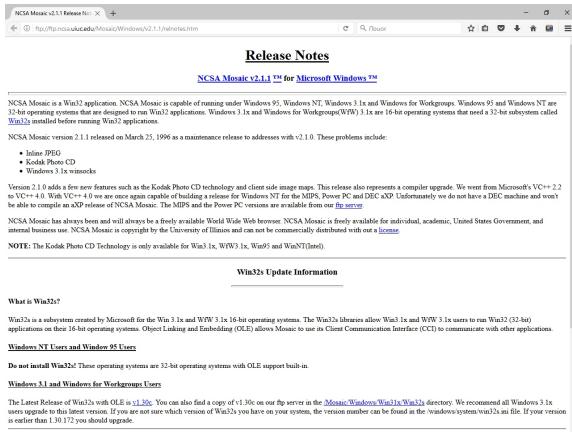 NCSA Mosaic v2.1.1 Release Not
ftp://ftp.ncsa.uiuc.edu/Mosaic/Windows/v2.1.1/relnotes.htm
Поиск
Release Notes
NCSA Mosaic v2.1.1 ™ for Microsoft Windows ™
NCSA Mosaic is a Win32 application. NCSA Mosaic is capable of running under Windows 95, Windows NT, Windows 3.1x and Windows for Workgroups. Windows 95 and Windows NT are
32-bit operating systems that are designed to run Win32 applications. Windows 3.1x and Windows for Workgroups(WfW) 3.1x are 16-bit operating systems that need a 32-bit subsystem called
Win32s installed before running Win32 applications.
NCSA Mosaic version 2.1.1 released on March 25, 1996 as a maintenance release to addresses with v2.1.0. These problems include:
• Inline JPEG
• Kodak Photo CD
• Windows 3.1x winsocks
Version 2.1.0 adds a few new features such as the Kodak Photo CD technology and client side image maps. This release also represents a compiler upgrade. We went from Microsoft's VC++ 2.2
to VC++ 4.0. With VC++ 4.0 we are once again capable of building a release for Windows NT for the MIPS, Power PC and DEC aXP. Unfortunately we do not have a DEC machine and won't
be able to compile an aXP release of NCSA Mosaic. The MIPS and the Power PC versions are available from our ftp server.
NCSA Mosaic has always been and will always be a freely available World Wide Web browser. NCSA Mosaic is freely available for individual, academic, United States Government, and
internal business use. NCSA Mosaic is copyright by the University of Illinios and can not be commercially distributed with out a license.
NOTE: The Kodak Photo CD Technology is only available for Win3.1x, WfW3.1x, Win95 and WinNT(Intel).
Win32s Update Information
What is Win32s?
Win32s is a subsystem created by Microsoft for the Win 3.1x and WfW 3.1x 16-bit operating systems. The Win32s libraries allow Win3.1x and WfW 3.1x users to run Win32 (32-bit)
applications on their 16-bit operating systems. Object Linking and Embedding (OLE) allows Mosaic to use its Client Communication Interface (CCI) to communicate with other applications.
Windows NT Users and Window 95 Users
Do not install Win32s! These operating systems are 32-bit operating systems with OLE support built-in.
Windows 3.1 and Windows for Workgroups Users
The Latest Release of Win32s with OLE is v1.30c. You can also find a copy of v1.30c on our ftp server in the /Mosaic/Windows/Win31x/Win32s directory. We recommend all Windows 3.1x
users upgrade to this latest version. If you are not sure which version of Win32s you have on your system, the version number can be found in the /windows/system/win32s.ini file. If your version
is earlier than 1.30.172 you should upgrade.